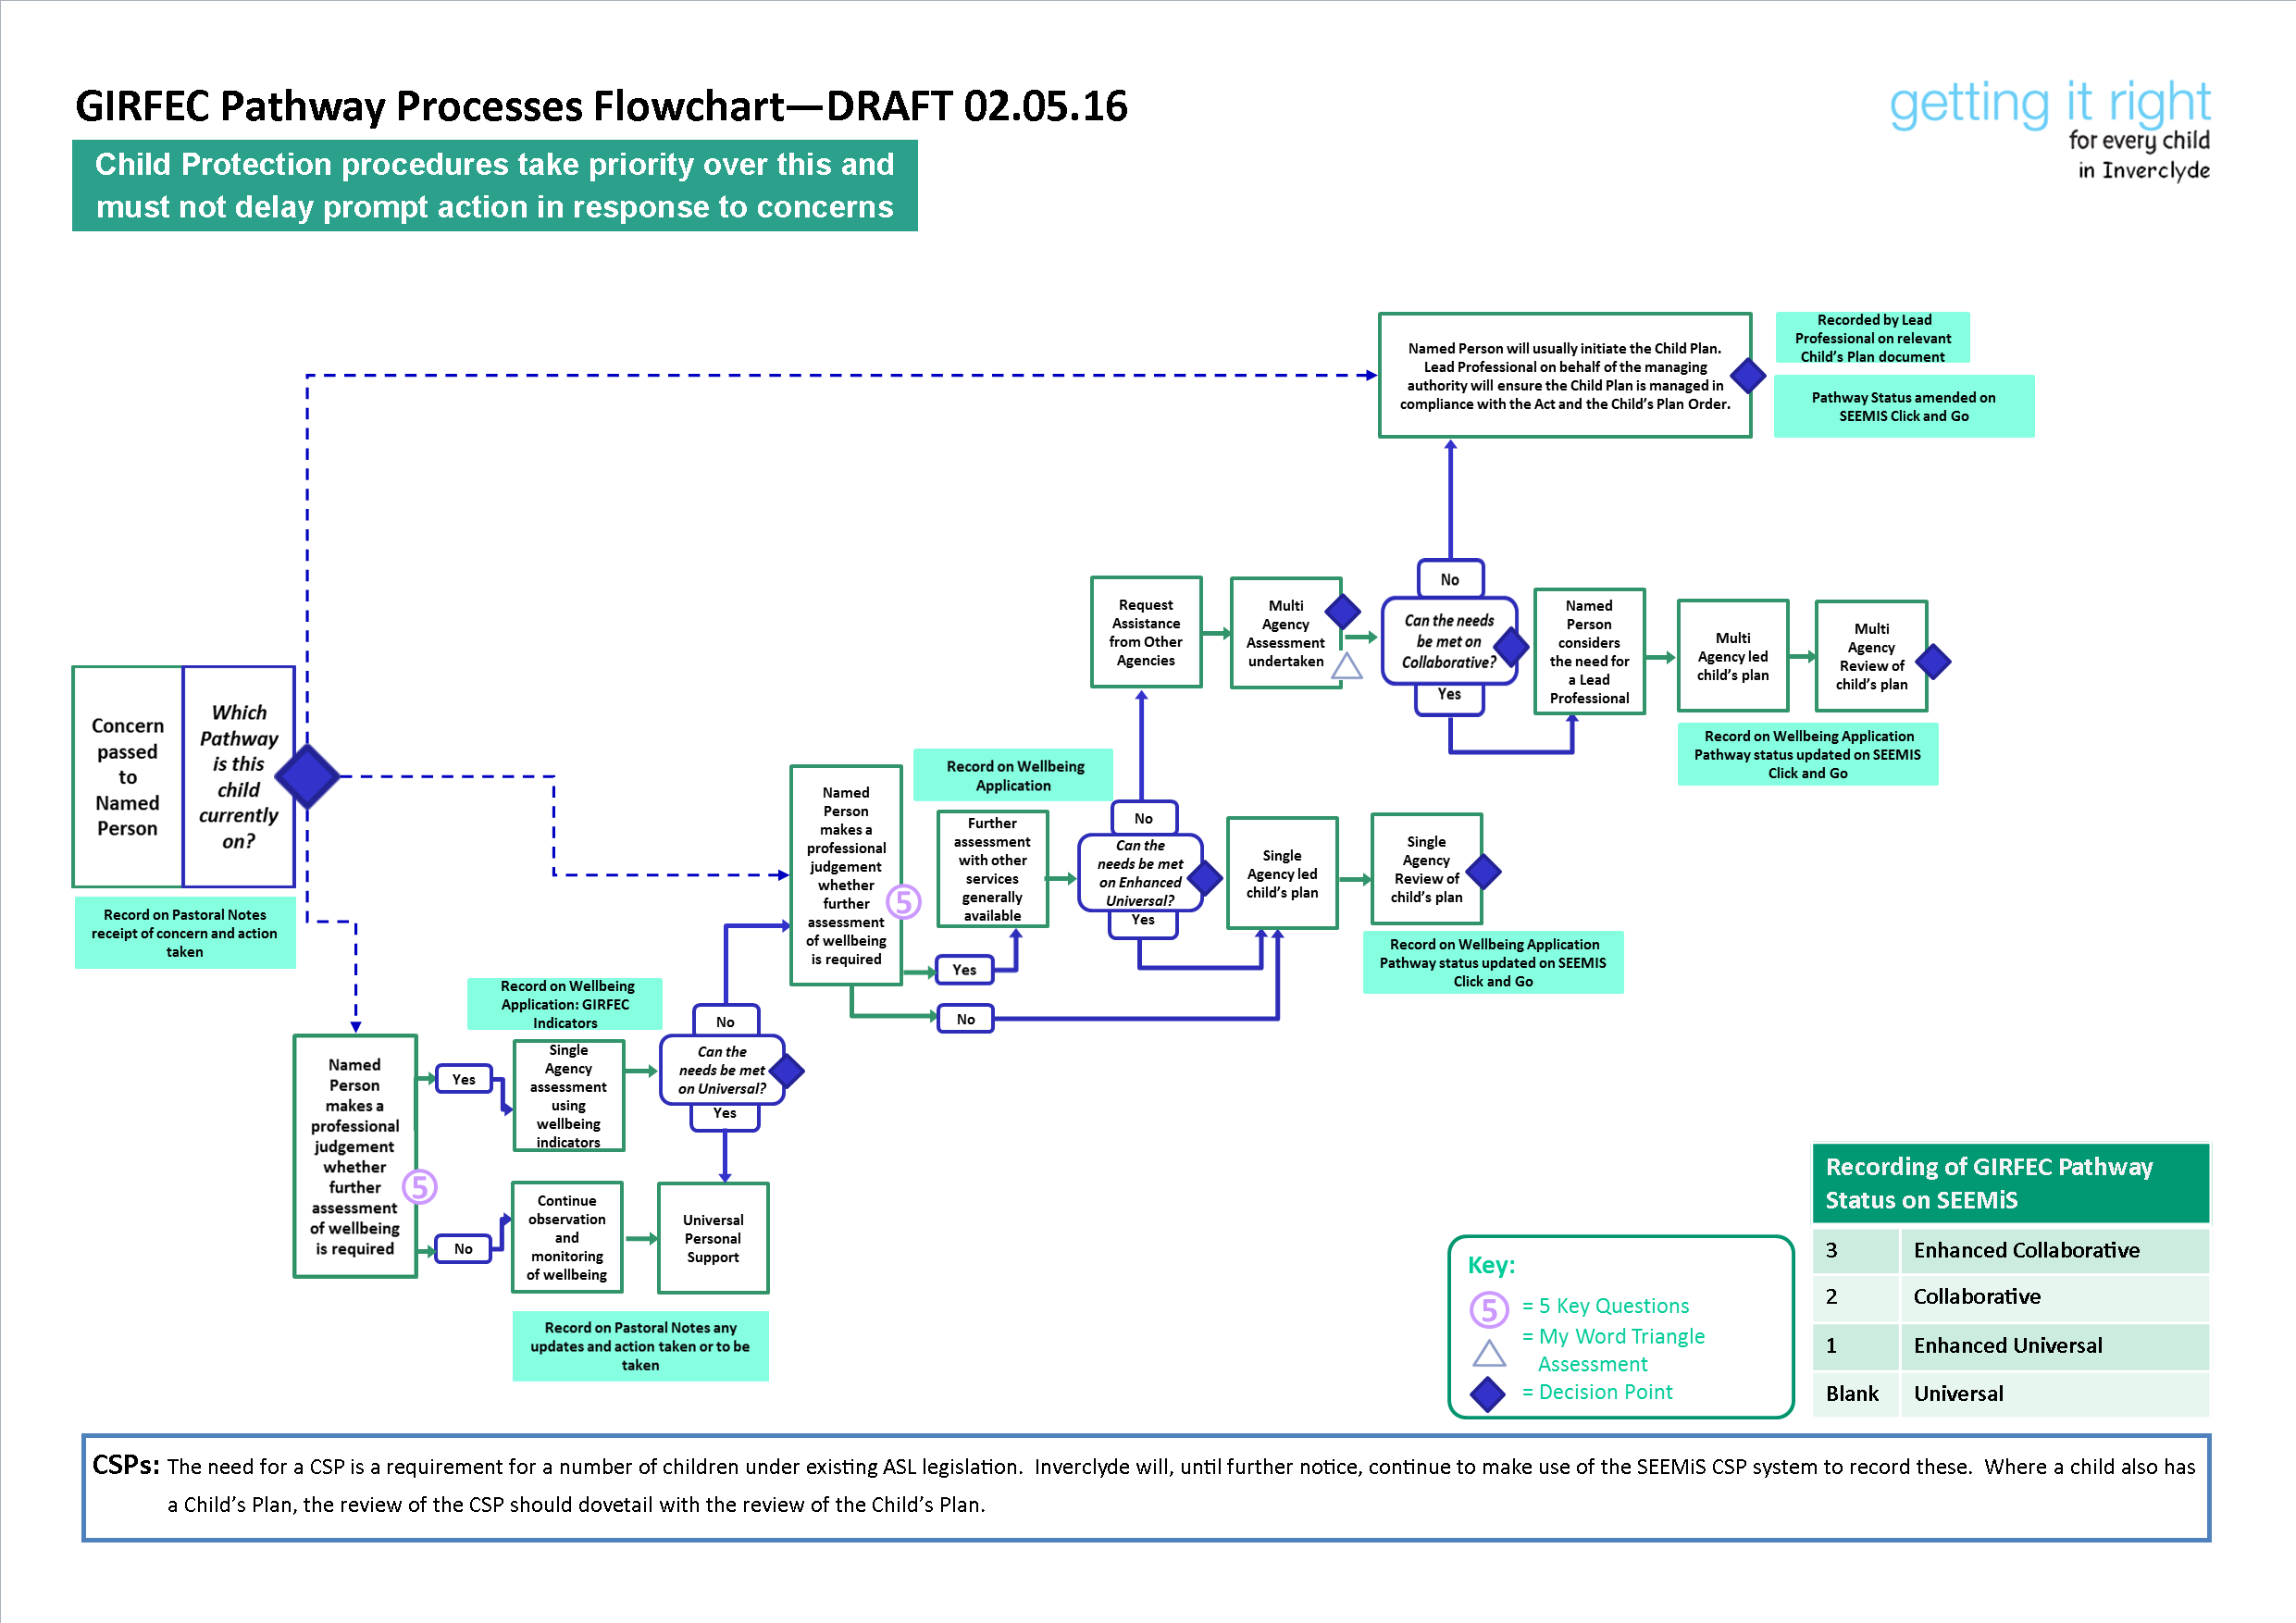 GIRFEC Pathway Processes Flowchart—DRAFT 02.05.16
Child Protection procedures take priority over this and
must not delay prompt action in response to concerns
getting it right
for every child
in Inverclyde
Named Person will usually initiate the Child Plan.
Lead Professional on behalf of the managing
authority will ensure the Child Plan is managed in
compliance with the Act and the Child's Plan Order.
Recorded by Lead
Professional on relevant
Child's Plan document
Pathway Status amended on
SEEMIS Click and Go
Request
Assistance
from Other
Agencies
Multi
Agency
Assessment
undertaken
No
Can the needs
be met on
Collaborative?
Yes
Named
Person
considers
the need for
a Lead
Professional
Multi
Agency led
child's plan
Multi
Agency
Review of
child's plan
Record on Wellbeing Application
Pathway status updated on SEEMIS
Click and Go
Concern
passed
to
Named
Person
Which
Pathway
is this
child
currently
on?
Record on Pastoral Notes
receipt of concern and action
taken
Named
Person
makes a
professional
judgement
whether
further
assessment
of wellbeing
is required
5
Record on Wellbeing
Application
Further
assessment
with other
services
generally
available
Yes
No
No
Can the
needs be met
on Enhanced
Universal?
Yes
Single
Agency led
child's plan
Single
Agency
Review of
child's plan
Record on Wellbeing Application
Pathway status updated on SEEMIS
Click and Go
Named
Person
makes a
professional
judgement
whether
further
assessment
of wellbeing
is required
5
Yes
No
Record on Wellbeing
Application: GIRFEC
Indicators
Single
Agency
assessment
using
wellbeing
indicators
No
Can the
needs be met
on Universal?
Yes
Continue
observation
and
monitoring
of wellbeing
Universal
Personal
Support
Record on Pastoral Notes any
updates and action taken or to be
taken
Key:
5 = 5 Key Questions
= My Word Triangle
Assessment
= Decision Point
Recording of GIRFEC Pathway
Status on SEEMiS
3 Enhanced Collaborative
2 Collaborative
1 Enhanced Universal
Blank Universal
CSPs: The need for a CSP is a requirement for a number of children under existing ASL legislation. Inverclyde will, until further notice, continue to make use of the SEEMiS CSP system to record these. Where a child also has
a Child's Plan, the review of the CSP should dovetail with the review of the Child's Plan.